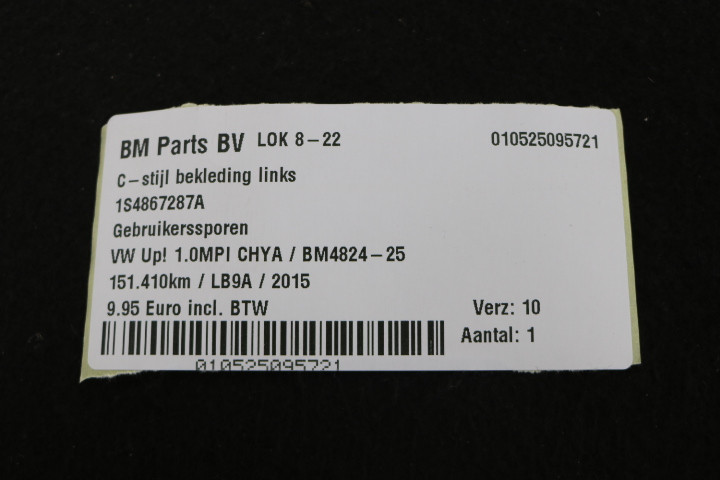 BM Parts BV LOK 8-22 010525095721
C-stijl bekleding links
1S4867287A
Gebruikerssporen
VW Up! 1.0MPI CHYA / BM4824-25
151.410km / LB9A / 2015
9.95 Euro incl. BTW Verz: 10
Aantal: 1
010525095721